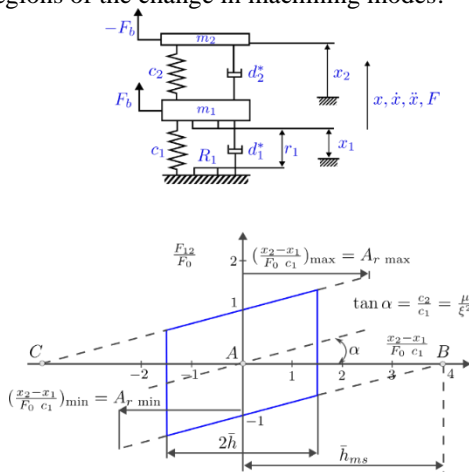 egions of the change in machining modes.
−F_b
m_2
c_2
d_2^*
x_2
F_b
m_1
x, ẋ, ẍ, F
c_1
R_1
d_1^*
r_1
x_1
F_12/F_0
2
(x_2−x_1 / F_0 c_1)_max = A_r max
1
tan α = c_2/c_1 = μ/ξ^2
C
A
x_2−x_1 / F_0 c_1
B
α
−2
−1
1
2
3
4
(x_2−x_1 / F_0 c_1)_min = A_r min
−1
2h̄
h̄_ms